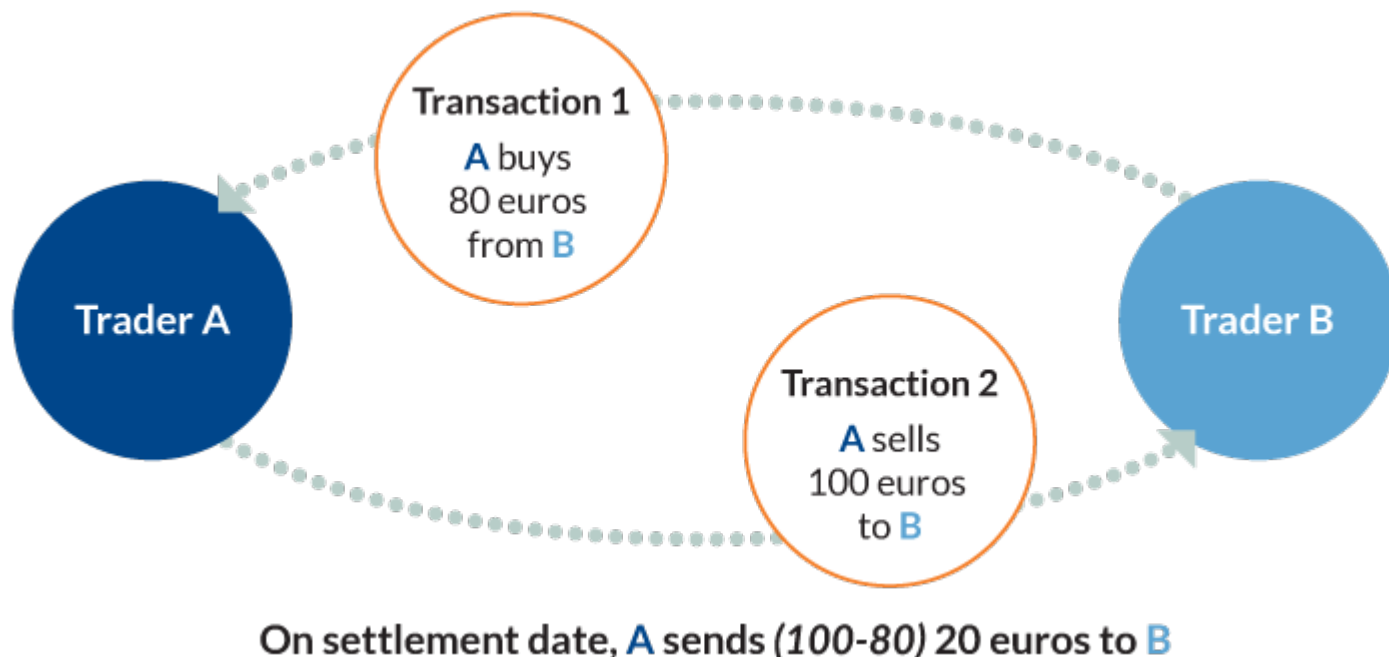 Transaction 1
A buys
80 euros
from B
Trader A
Trader B
Transaction 2
A sells
100 euros
to B
On settlement date, A sends (100-80) 20 euros to B